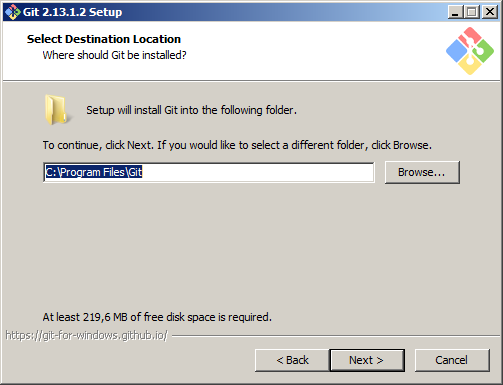 Git 2.13.1.2 Setup
Select Destination Location
Where should Git be installed?
Setup will install Git into the following folder.
To continue, click Next. If you would like to select a different folder, click Browse.
C:\Program Files\Git
Browse...
At least 219,6 MB of free disk space is required.
https://git-for-windows.github.io/
< Back
Next >
Cancel